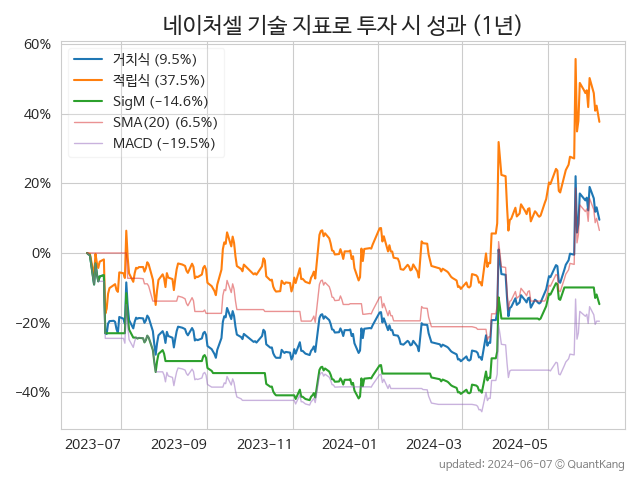 네이처셀 기술 지표로 투자 시 성과 (1년)
60%
40%
20%
0%
−20%
−40%
거치식 (9.5%)
적립식 (37.5%)
SigM (−14.6%)
SMA(20) (6.5%)
MACD (−19.5%)
2023-07
2023-09
2023-11
2024-01
2024-03
2024-05
updated: 2024-06-07 © QuantKang